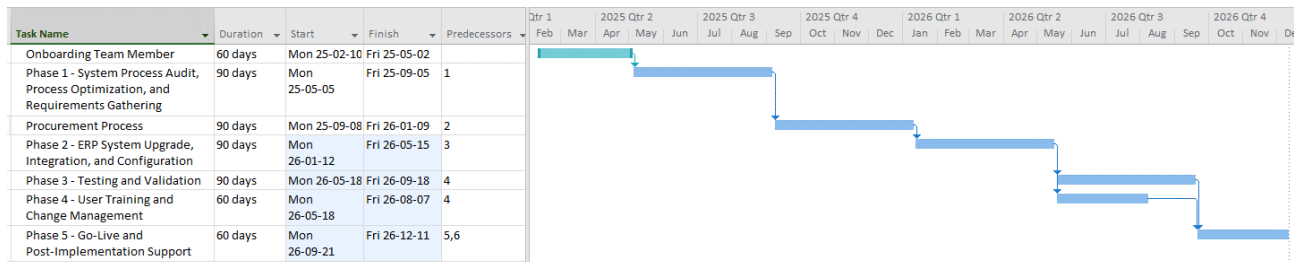 Qtr 1 2025 Qtr 2 2025 Qtr 3 2025 Qtr 4 2026 Qtr 1 2026 Qtr 2 2026 Qtr 3 2026 Qtr 4
Task Name Duration Start Finish Predecessors Feb Mar Apr May Jun Jul Aug Sep Oct Nov Dec Jan Feb Mar Apr May Jun Jul Aug Sep Oct Nov
Onboarding Team Member 60 days Mon 25-02-10 Fri 25-05-02
Phase 1 - System Process Audit, 90 days Mon Fri 25-09-05 1
Process Optimization, and 25-05-05
Requirements Gathering
Procurement Process 90 days Mon 25-09-08 Fri 26-01-09 2
Phase 2 - ERP System Upgrade, 90 days Mon Fri 26-05-15 3
Integration, and Configuration 26-01-12
Phase 3 - Testing and Validation 90 days Mon 26-05-18 Fri 26-09-18 4
Phase 4 - User Training and 60 days Mon Fri 26-08-07 4
Change Management 26-05-18
Phase 5 - Go-Live and 60 days Mon Fri 26-12-11 5,6
Post-Implementation Support 26-09-21